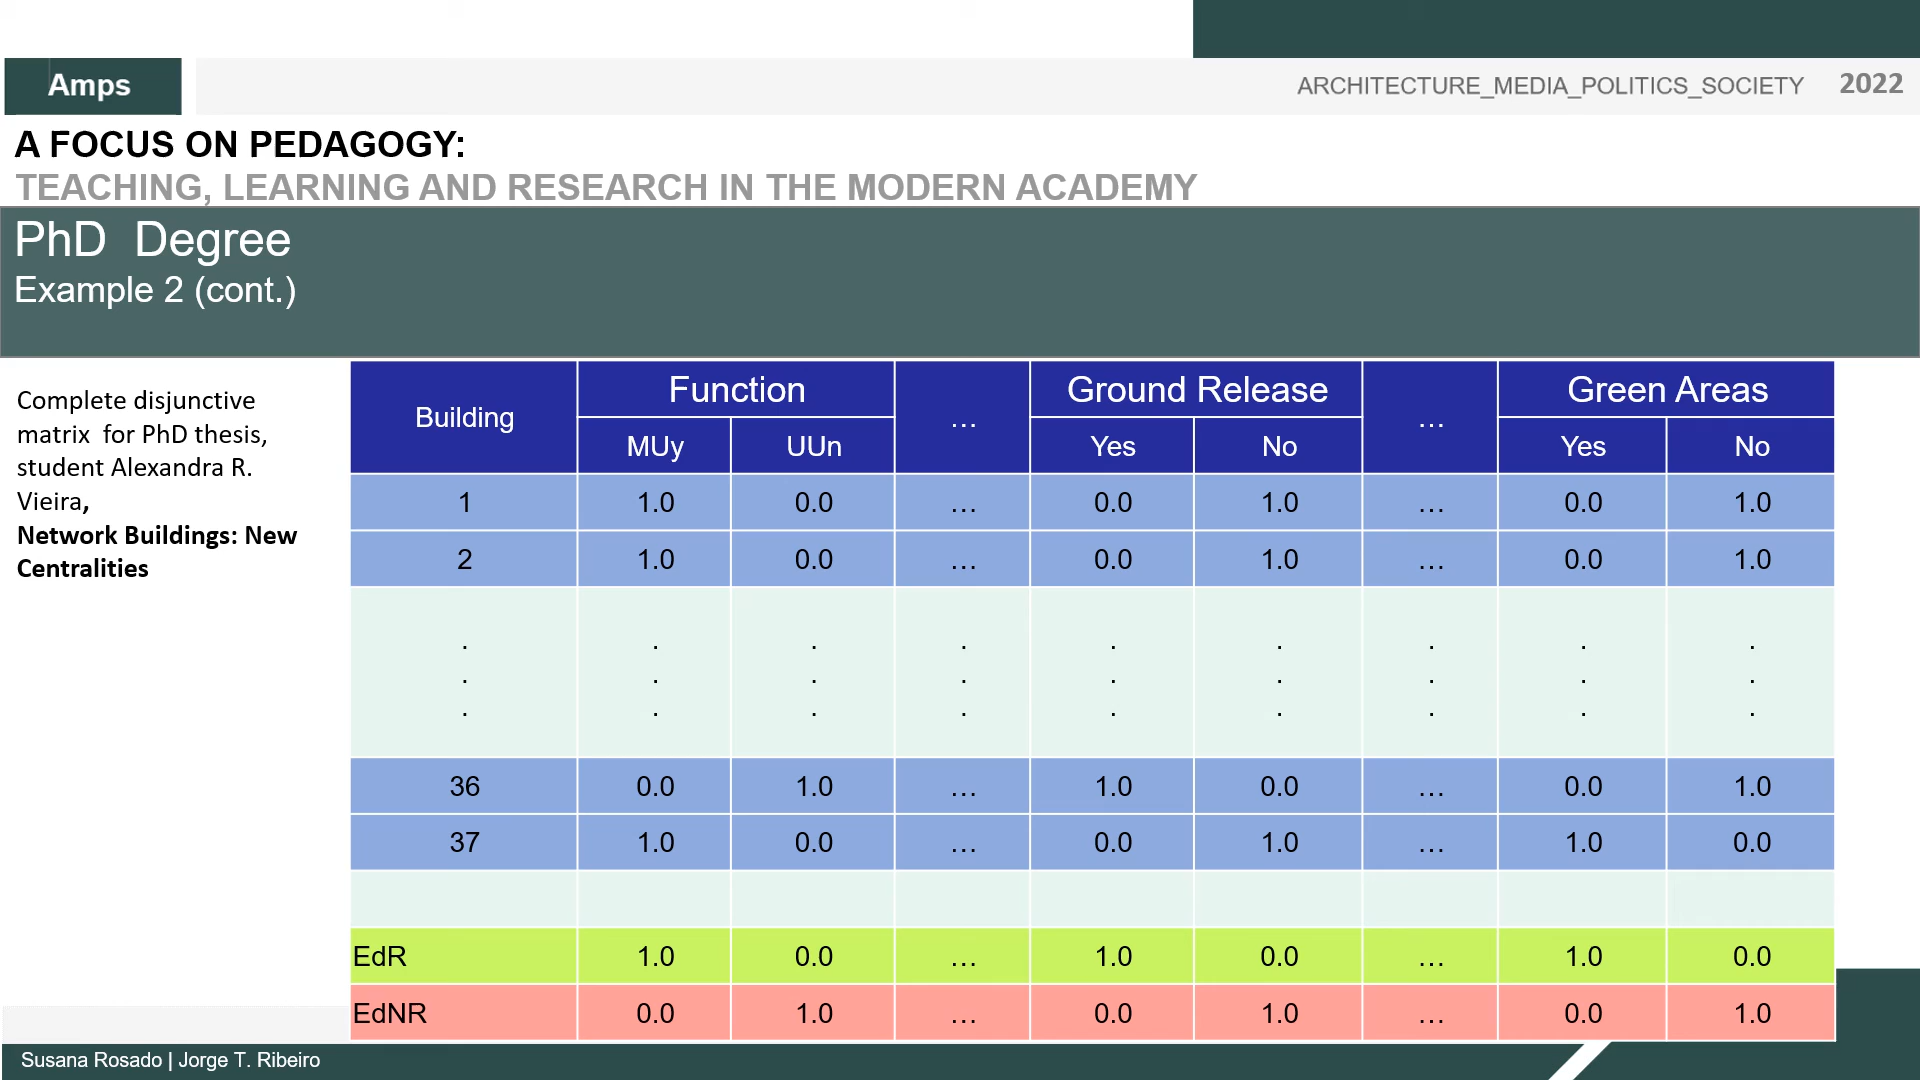 Amps
ARCHITECTURE_MEDIA_POLITICS_SOCIETY 2022
A FOCUS ON PEDAGOGY:
TEACHING, LEARNING AND RESEARCH IN THE MODERN ACADEMY
PhD Degree
Example 2 (cont.)
Complete disjunctive
matrix for PhD thesis,
student Alexandra R.
Vieira,
Network Buildings: New
Centralities
Building Function … Ground Release … Green Areas
MUy UUn Yes No Yes No
1 1.0 0.0 … 0.0 1.0 … 0.0 1.0
2 1.0 0.0 … 0.0 1.0 … 0.0 1.0
. . . . . . . . .
. . . . . . . . .
. . . . . . . . .
36 0.0 1.0 … 1.0 0.0 … 0.0 1.0
37 1.0 0.0 … 0.0 1.0 … 1.0 0.0
EdR 1.0 0.0 … 1.0 0.0 … 1.0 0.0
EdNR 0.0 1.0 … 0.0 1.0 … 0.0 1.0
Susana Rosado | Jorge T. Ribeiro